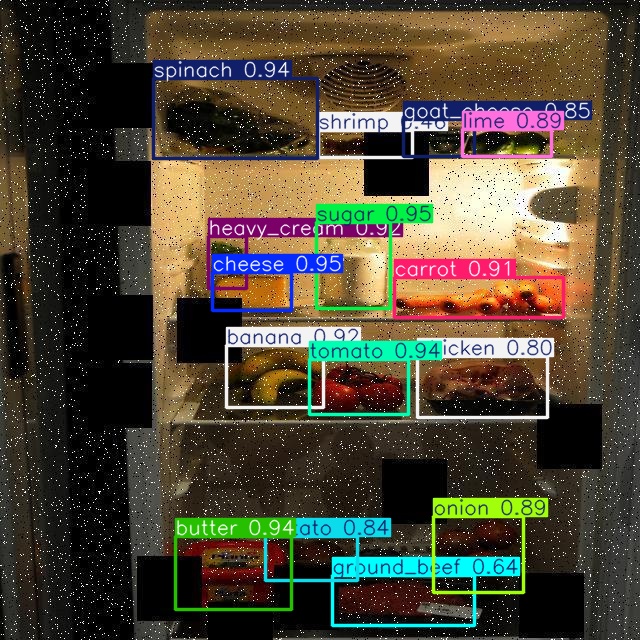 spinach 0.94
goat_cheese 0.85
shrimp 0.46
lime 0.89
sugar 0.95
heavy_cream 0.92
cheese 0.95
carrot 0.91
banana 0.92
tomato 0.94
icken 0.80
onion 0.89
butter 0.94
ato 0.84
ground_beef 0.64